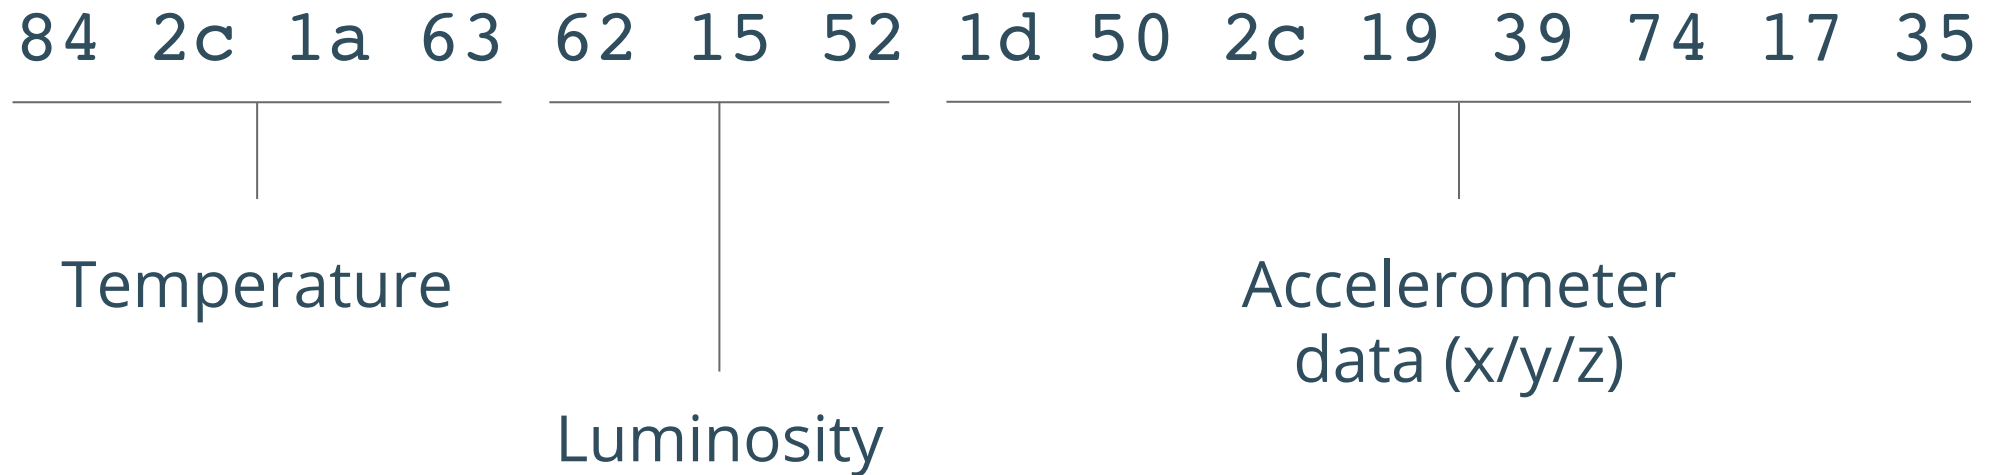 84 2c 1a 63 62 15 52 1d 50 2c 19 39 74 17 35
Temperature
Luminosity
Accelerometer
data (x/y/z)